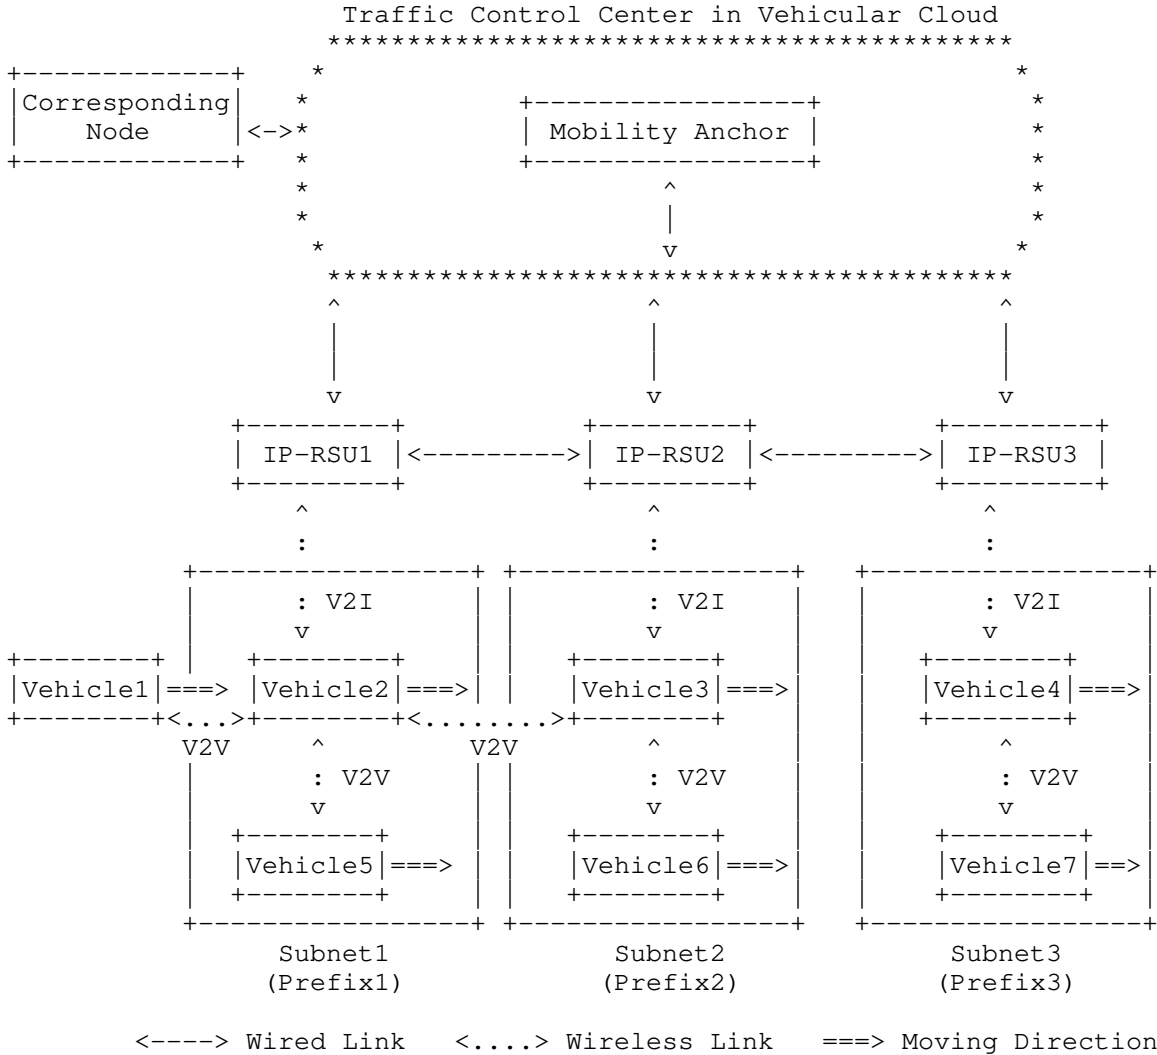 Traffic Control Center in Vehicular Cloud
Corresponding
Node
Mobility Anchor
IP-RSU1 IP-RSU2 IP-RSU3
V2I V2I V2I
Vehicle1 Vehicle2 Vehicle3 Vehicle4
V2V V2V
V2V V2V V2V
Vehicle5 Vehicle6 Vehicle7
Subnet1 Subnet2 Subnet3
(Prefix1) (Prefix2) (Prefix3)
<----> Wired Link <....> Wireless Link ===> Moving Direction